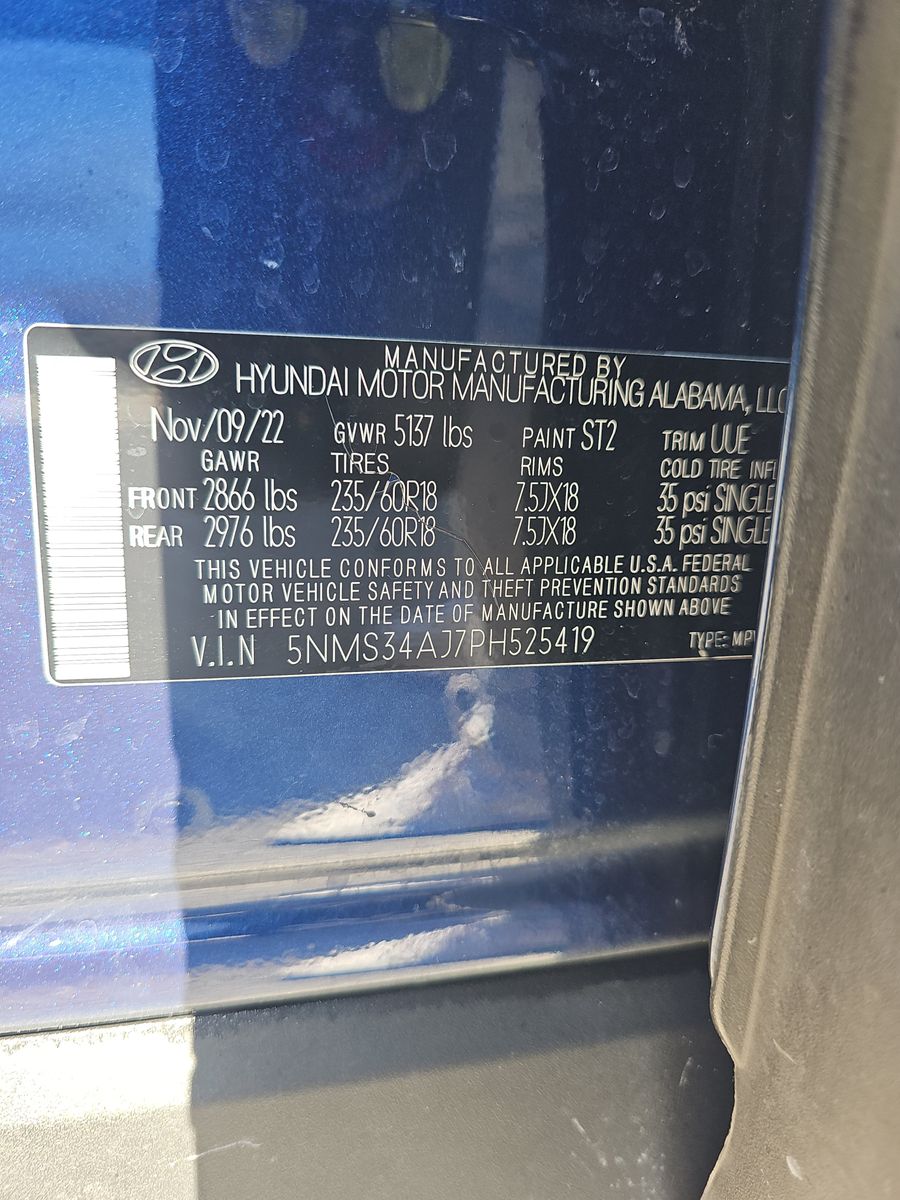 MANUFACTURED BY
HYUNDAI MOTOR MANUFACTURING ALABAMA, LLC
Nov/09/22 GVWR 5137 lbs PAINT ST2 TRIM UUE
GAWR TIRES RIMS COLD TIRE INFL
FRONT 2866 lbs 235/60R18 7.5JX18 35 psi SINGLE
REAR 2976 lbs 235/60R18 7.5JX18 35 psi SINGLE
THIS VEHICLE CONFORMS TO ALL APPLICABLE U.S.A. FEDERAL
MOTOR VEHICLE SAFETY AND THEFT PREVENTION STANDARDS
IN EFFECT ON THE DATE OF MANUFACTURE SHOWN ABOVE
V.I.N 5NMS34AJ7PH525419 TYPE: MPV